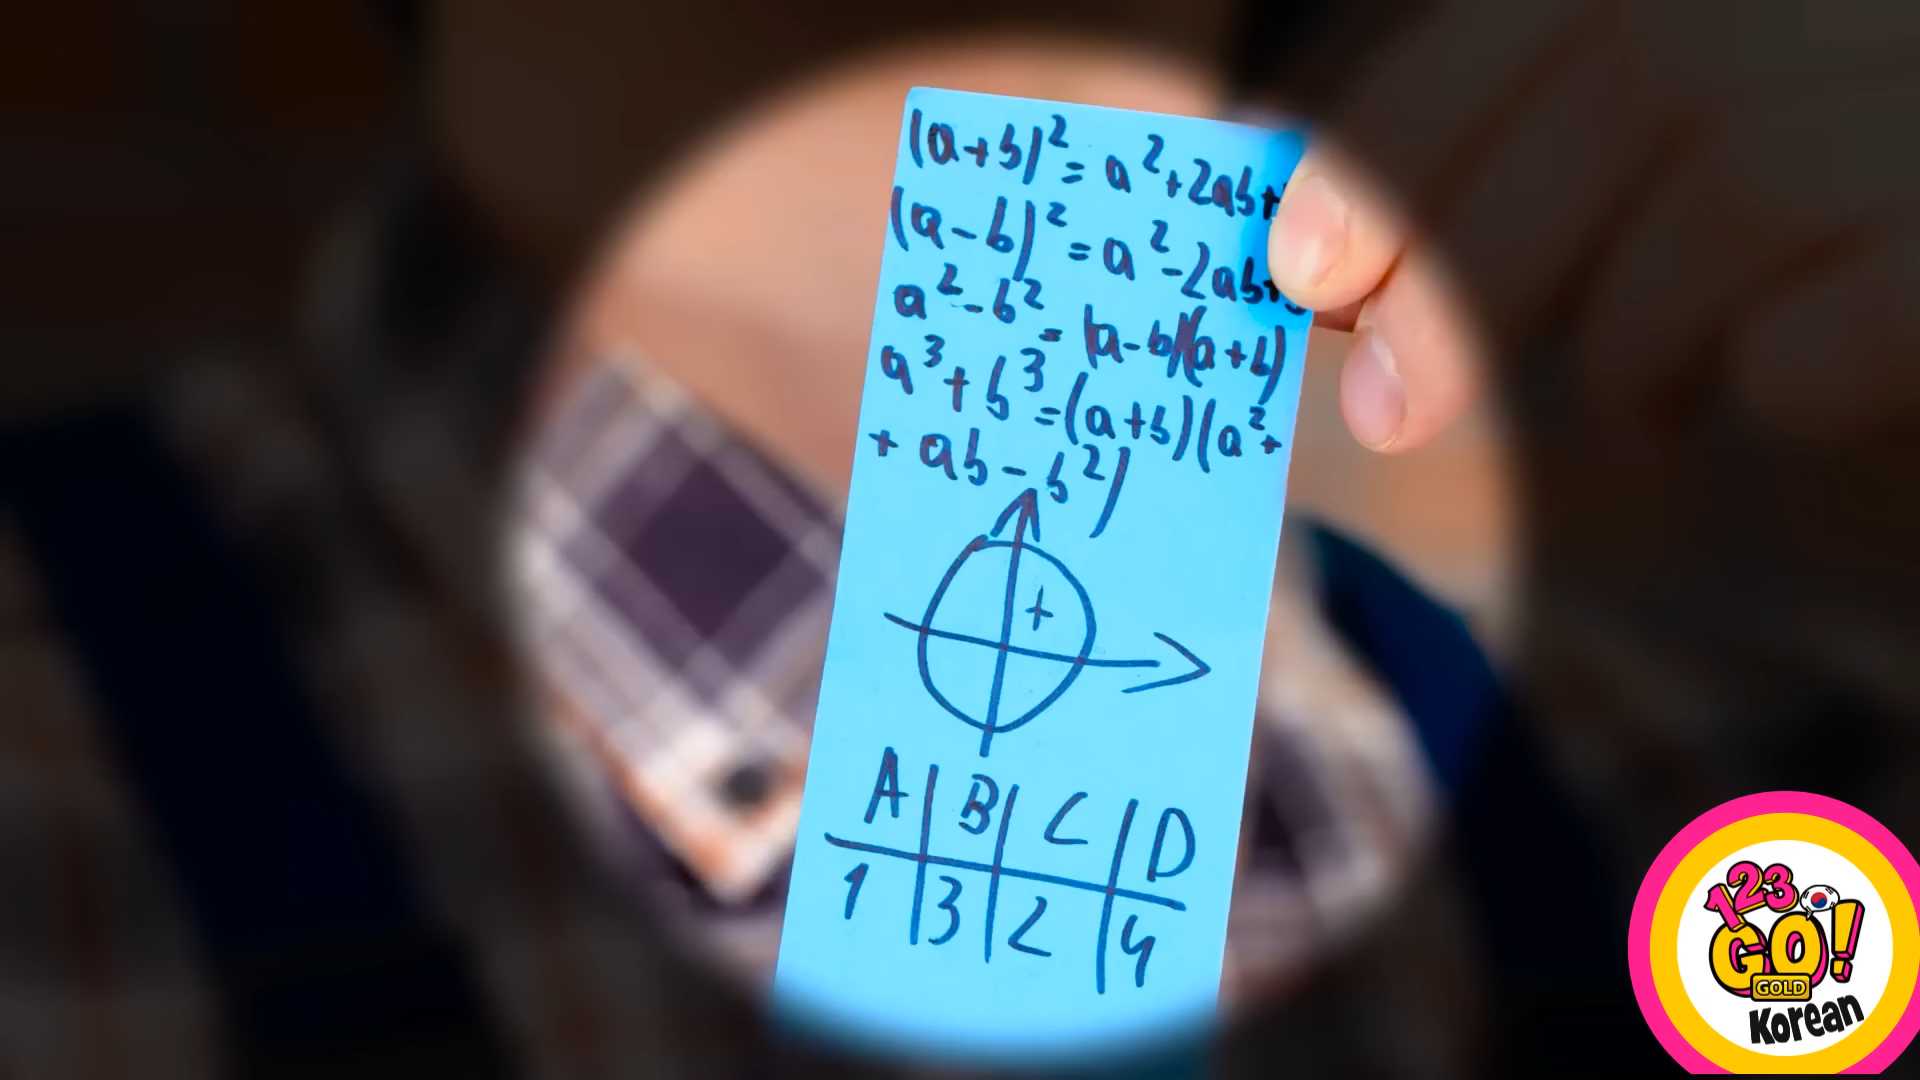 (a+b)² = a²+2ab+
(a-b)² = a²-2ab+
a²-b² = (a-b)(a+b)
a³+b³=(a+b)(a²+
+ ab-b²)
+
A | B | C | D
1 | 3 | 2 | 4
123
GO!
GOLD
Korean